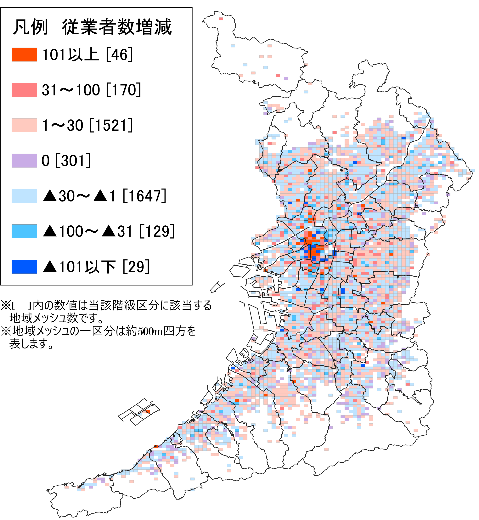 凡例　従業者数増減
101以上 [46]
31～100 [170]
1～30 [1521]
0 [301]
▲30～▲1 [1647]
▲100～▲31 [129]
▲101以下 [29]
※[　]内の数値は当該階級区分に該当する
地域メッシュ数です。
※地域メッシュの一区分は約500m四方を
表します。